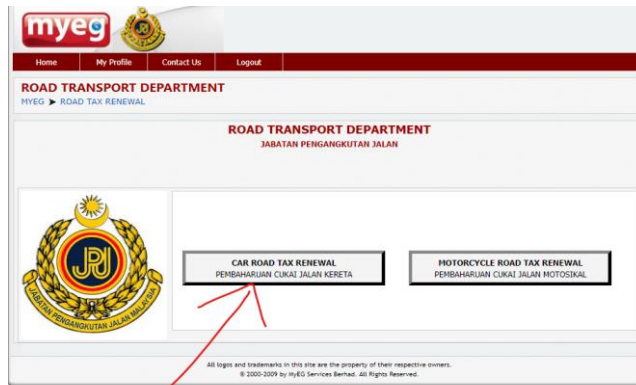 myeg
Home My Profile Contact Us Logout
ROAD TRANSPORT DEPARTMENT
MYEG ➤ ROAD TAX RENEWAL
ROAD TRANSPORT DEPARTMENT
JABATAN PENGANGKUTAN JALAN
JPJ
JABATAN PENGANGKUTAN JALAN MALAYSIA
CAR ROAD TAX RENEWAL
PEMBAHARUAN CUKAI JALAN KERETA
MOTORCYCLE ROAD TAX RENEWAL
PEMBAHARUAN CUKAI JALAN MOTOSIKAL
All logos and trademarks in this site are the property of their respective owners.
© 2000-2009 by MyEG Services Berhad. All Rights Reserved.